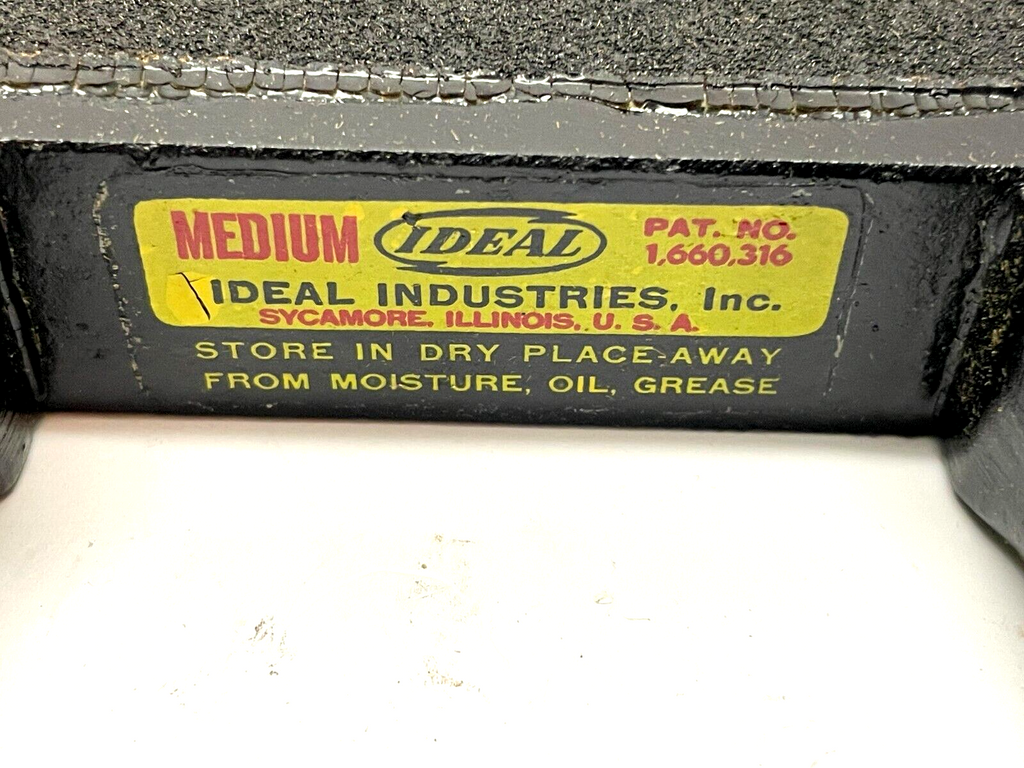 MEDIUM IDEAL PAT. NO.
1,660,316
IDEAL INDUSTRIES, Inc.
SYCAMORE, ILLINOIS, U. S. A.
STORE IN DRY PLACE-AWAY
FROM MOISTURE, OIL, GREASE